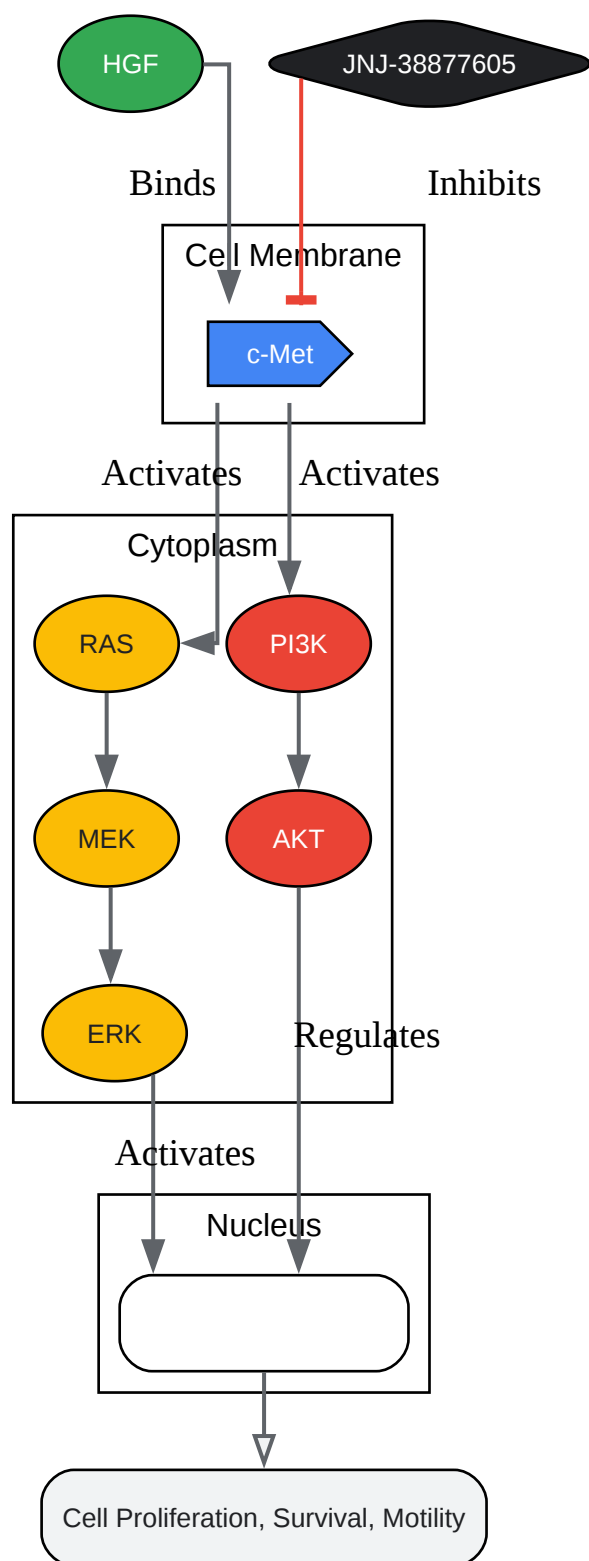 HGF
JNJ-38877605
Binds
Inhibits
Cell Membrane
c-Met
Activates
Activates
Cytoplasm
RAS
PI3K
MEK
AKT
ERK
Regulates
Activates
Nucleus
Cell Proliferation, Survival, Motility